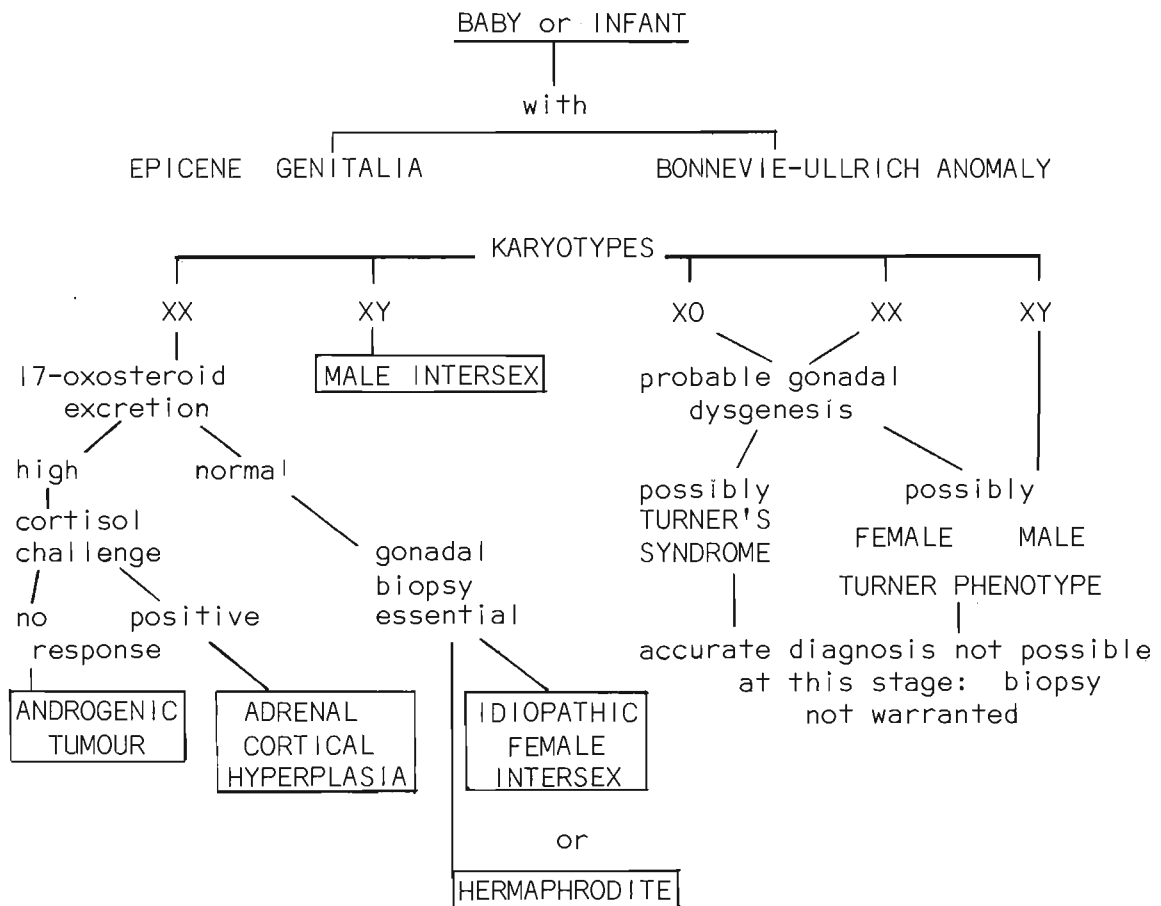 BABY or INFANT
with
EPICENE GENITALIA BONNEVIE-ULLRICH ANOMALY
KARYOTYPES
XX XY XO XX XY
17-oxosteroid
excretion
MALE INTERSEX
probable gonadal
dysgenesis
high normal
cortisol
challenge
no
response
positive
gonadal
biopsy
essential
possibly
TURNER'S
SYNDROME
possibly
FEMALE MALE
TURNER PHENOTYPE
accurate diagnosis not possible
at this stage: biopsy
not warranted
ANDROGENIC
TUMOUR
ADRENAL
CORTICAL
HYPERPLASIA
IDIOPATHIC
FEMALE
INTERSEX
or
HERMAPHRODITE